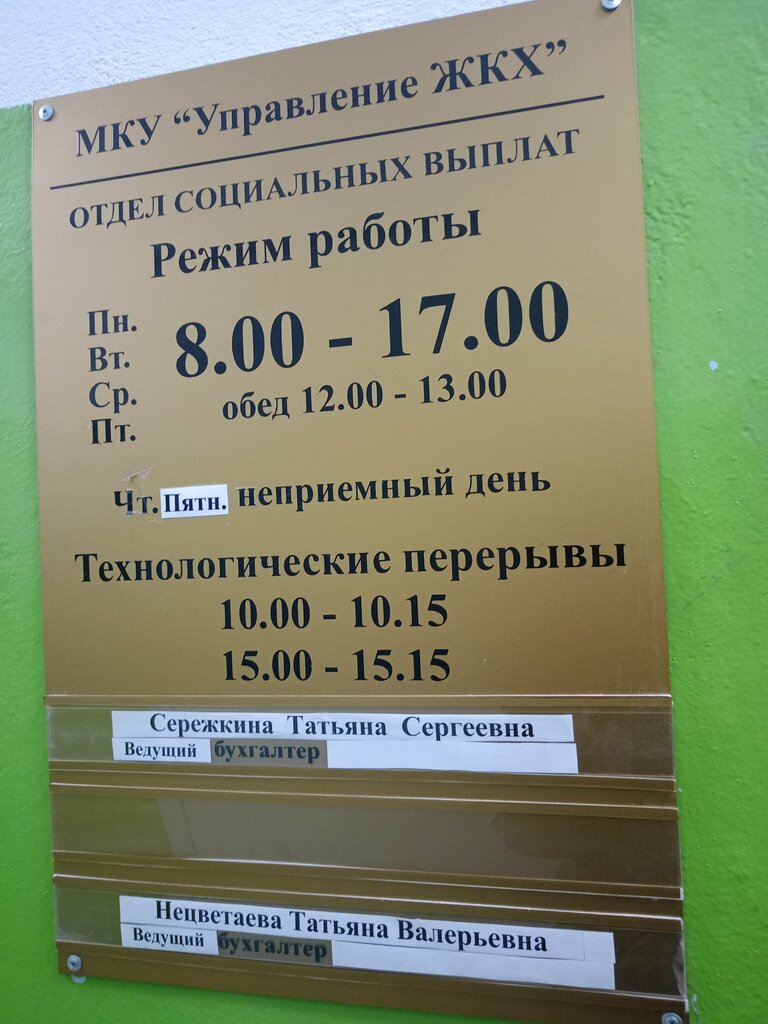 МКУ “Управление ЖКХ”
ОТДЕЛ СОЦИАЛЬНЫХ ВЫПЛАТ
Режим работы
Пн.
Вт.
Ср.
Пт.
8.00 - 17.00
обед 12.00 - 13.00
Чт. Пятн. неприемный день
Технологические перерывы
10.00 - 10.15
15.00 - 15.15
Сережкина Татьяна Сергеевна
Ведущий бухгалтер
Нецветаева Татьяна Валерьевна
Ведущий бухгалтер